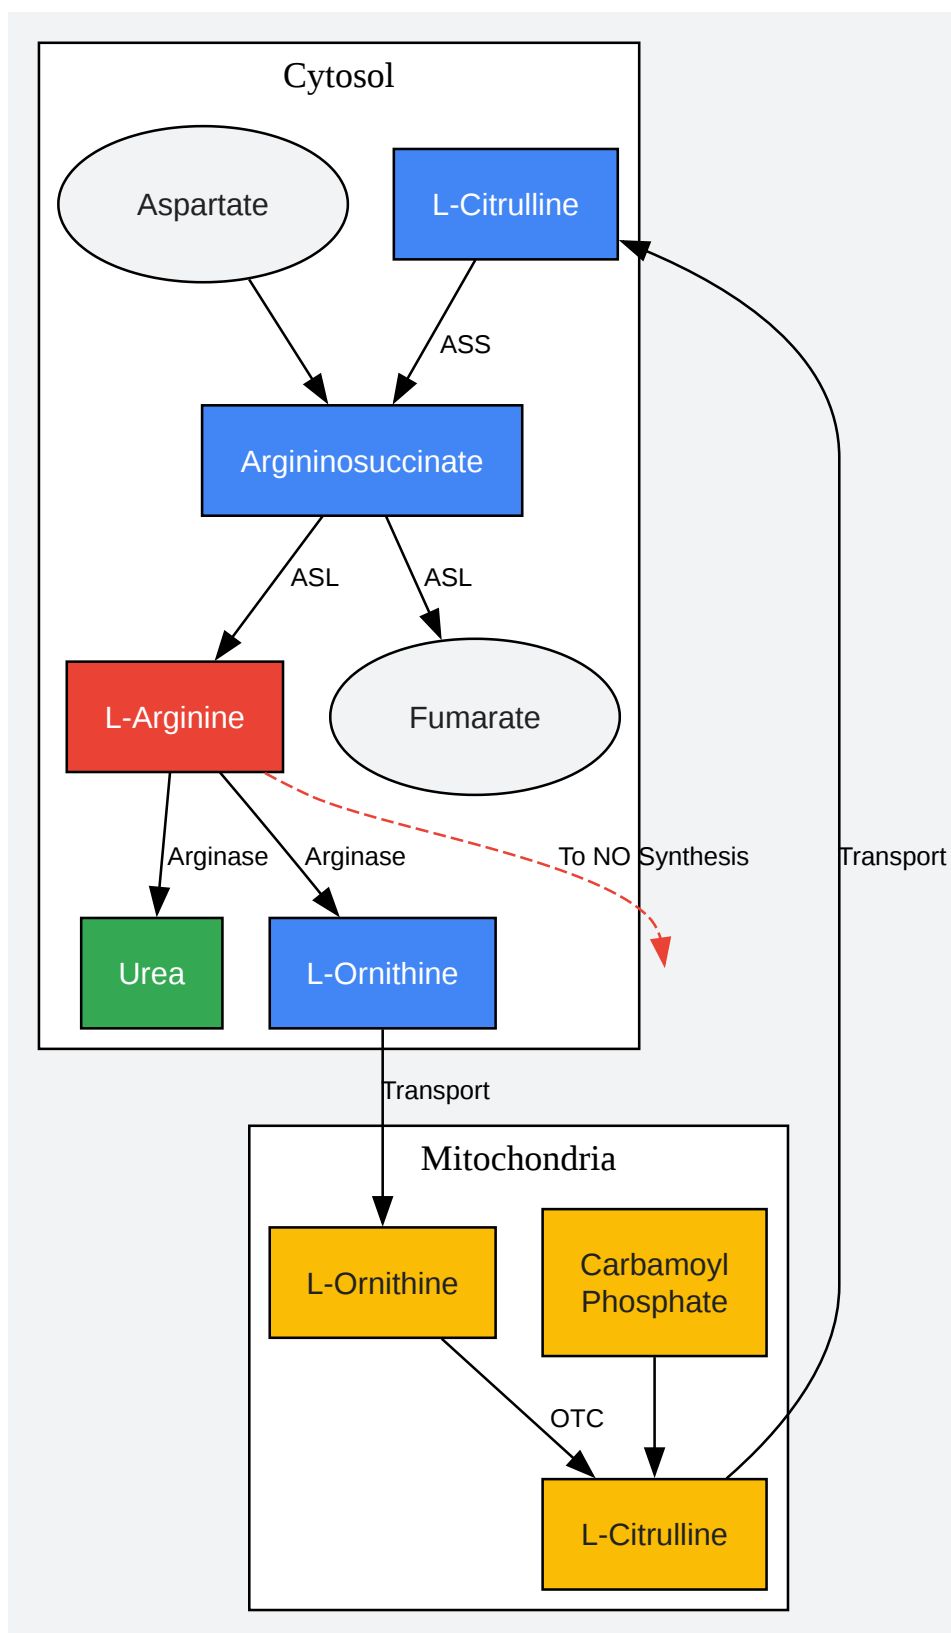 Cytosol
Aspartate
L-Citrulline
ASS
Argininosuccinate
ASL
ASL
L-Arginine
Fumarate
Arginase
Arginase
To NO Synthesis
Transport
Urea
L-Ornithine
Transport
Mitochondria
L-Ornithine
Carbamoyl
Phosphate
OTC
L-Citrulline